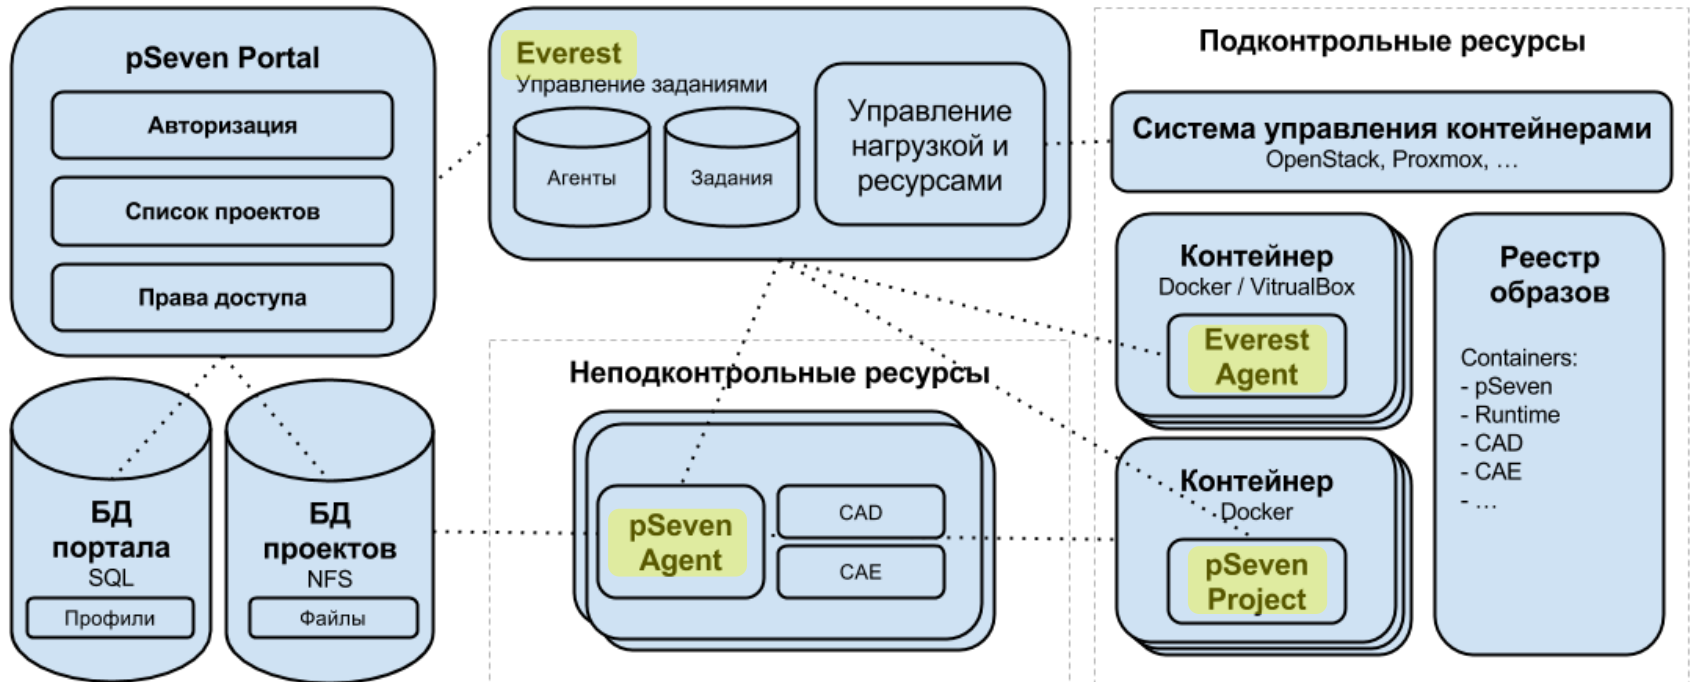 pSeven Portal
Авторизация
Список проектов
Права доступа
БД
портала
SQL
Профили
БД
проектов
NFS
Файлы
Everest
Управление заданиями
Агенты
Задания
Управление
нагрузкой и
ресурсами
Неподконтрольные ресурсы
pSeven
Agent
CAD
CAE
Подконтрольные ресурсы
Система управления контейнерами
OpenStack, Proxmox, ...
Контейнер
Docker / VitrualBox
Everest
Agent
Контейнер
Docker
pSeven
Project
Реестр
образов
Containers:
- pSeven
- Runtime
- CAD
- CAE
- ...